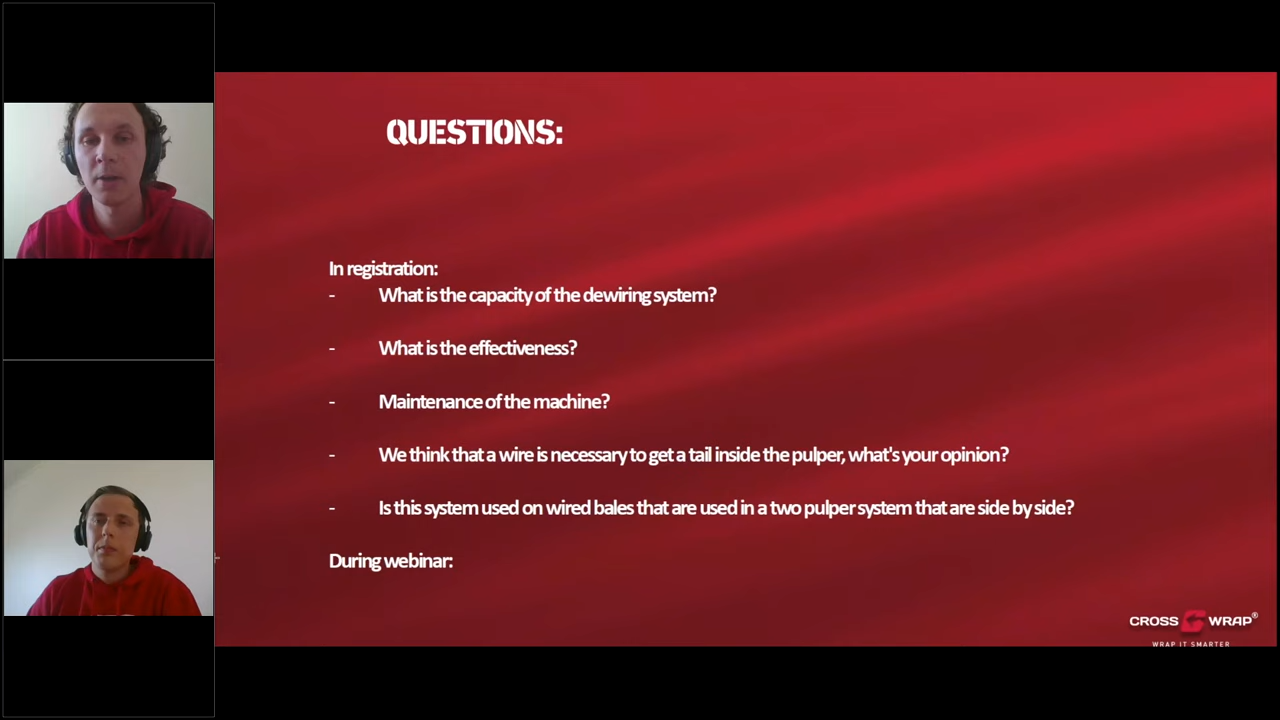 QUESTIONS:
In registration:
- What is the capacity of the dewiring system?
- What is the effectiveness?
- Maintenance of the machine?
- We think that a wire is necessary to get a tail inside the pulper, what's your opinion?
- Is this system used on wired bales that are used in a two pulper system that are side by side?
During webinar:
CROSS WRAP®
WRAP IT SMARTER